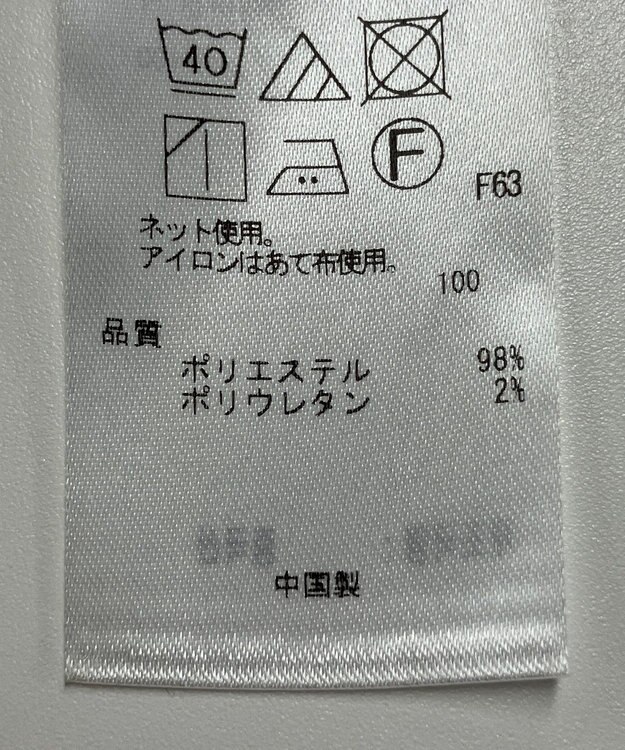 40
F
F63
ネット使用。
アイロンはあて布使用。
100
品質
ポリエステル 98%
ポリウレタン 2%
中国製